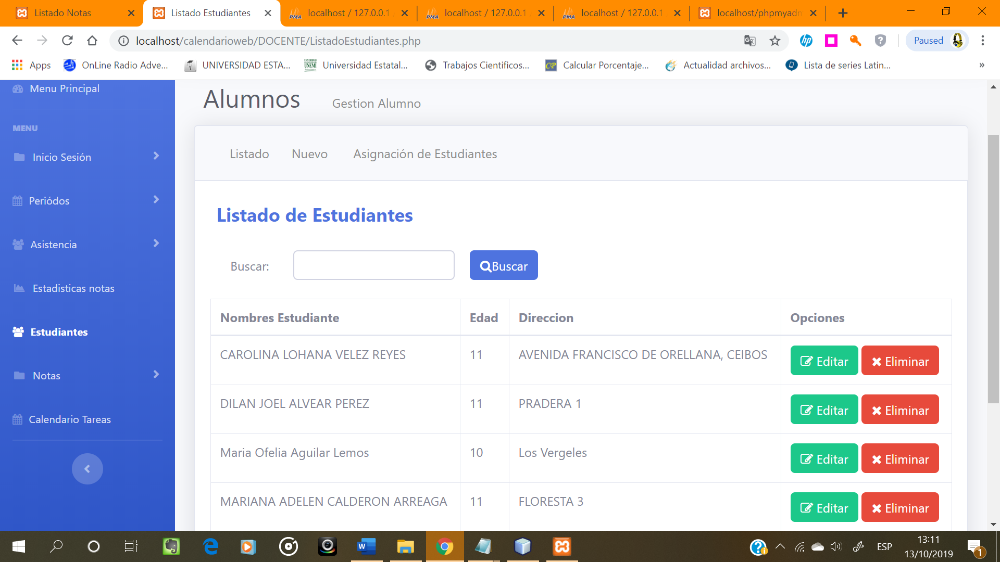 Listado Notas
Listado Estudiantes
localhost / 127.0.0.1
localhost / 127.0.0.1
localhost / 127.0.0.1
localhost/phpmyadm
localhost/calendarioweb/DOCENTE/ListadoEstudiantes.php
Paused
Apps
OnLine Radio Adve...
UNIVERSIDAD ESTA...
Universidad Estatal...
Trabajos Cientificos...
Calcular Porcentaje...
Actualidad archivos...
Lista de series Latin...
»
Menu Principal
MENU
Inicio Sesión
Periódos
Asistencia
Estadisticas notas
Estudiantes
Notas
Calendario Tareas
Alumnos Gestion Alumno
Listado Nuevo Asignación de Estudiantes
Listado de Estudiantes
Buscar: Buscar
Nombres Estudiante Edad Direccion Opciones
CAROLINA LOHANA VELEZ REYES 11 AVENIDA FRANCISCO DE ORELLANA, CEIBOS Editar Eliminar
DILAN JOEL ALVEAR PEREZ 11 PRADERA 1 Editar Eliminar
Maria Ofelia Aguilar Lemos 10 Los Vergeles Editar Eliminar
MARIANA ADELEN CALDERON ARREAGA 11 FLORESTA 3 Editar Eliminar
ESP
13:11
13/10/2019
1